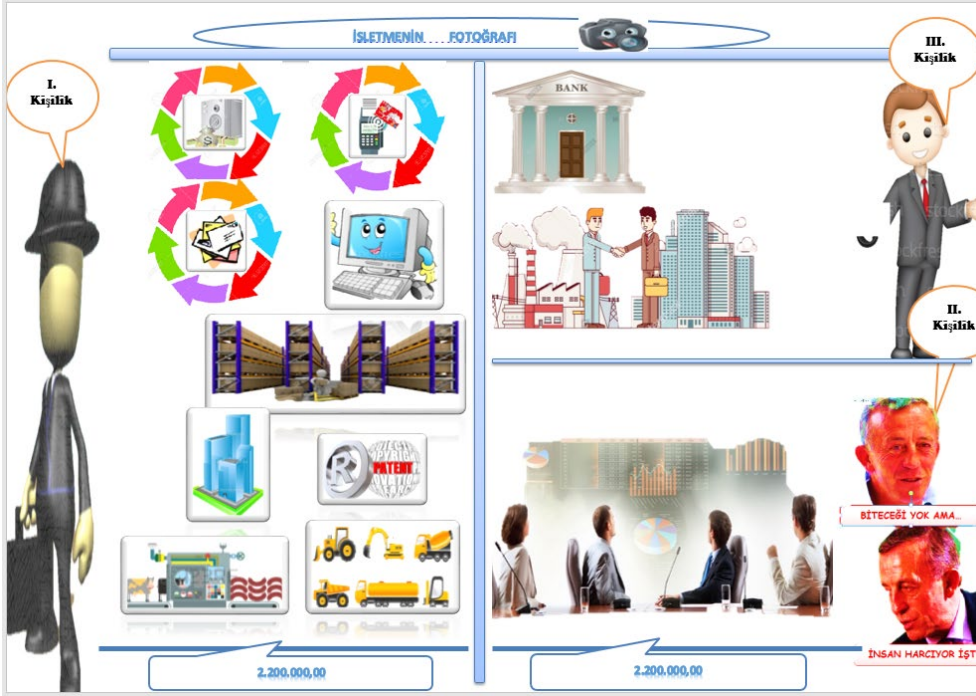 İŞLETMENİN FOTOĞRAFI
I.
Kişilik
III.
Kişilik
BANK
II.
Kişilik
PATENT
BİTECEĞİ YOK AMA...
İNSAN HARCIYOR İŞT
2.200.000,00
2.200.000,00